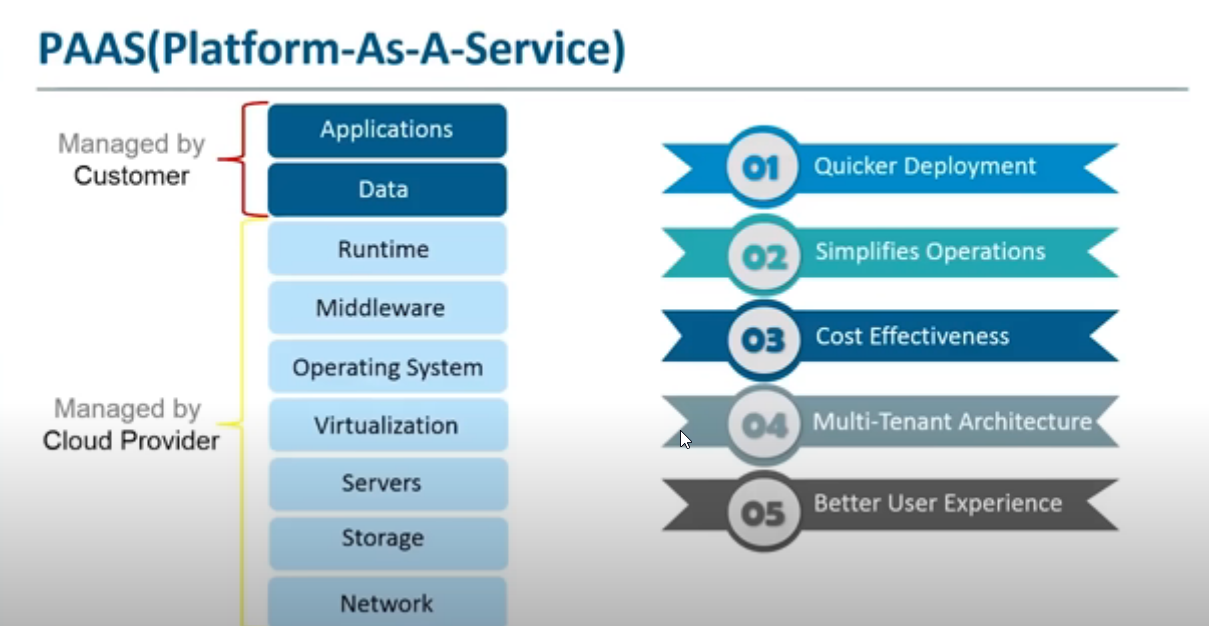 PAAS(Platform-As-A-Service)
Managed by
Customer
Applications
Data
Runtime
Middleware
Operating System
Managed by
Cloud Provider
Virtualization
Servers
Storage
Network
01 Quicker Deployment
02 Simplifies Operations
03 Cost Effectiveness
04 Multi-Tenant Architecture
05 Better User Experience